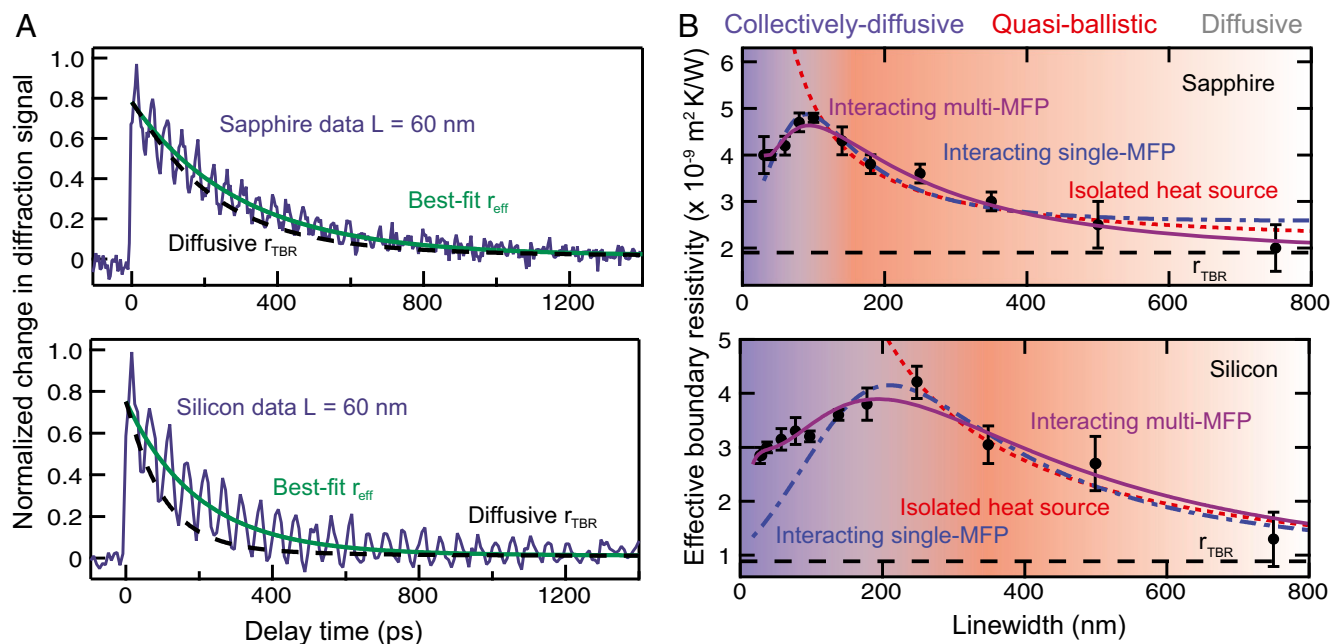 A
Normalized change in diffraction signal
1.0
0.8
0.6
0.4
0.2
0
Sapphire data L = 60 nm
Best-fit r_eff
Diffusive r_TBR
0 400 800 1200
1.0
0.8
0.6
0.4
0.2
0
Silicon data L = 60 nm
Best-fit r_eff
Diffusive r_TBR
0 400 800 1200
Delay time (ps)
B
Collectively-diffusive Quasi-ballistic Diffusive
Effective boundary resistivity (x 10⁻⁹ m² K/W)
6
5
4
3
2
Sapphire
Interacting multi-MFP
Interacting single-MFP
Isolated heat source
r_TBR
0 200 400 600 800
5
4
3
2
1
Silicon
Interacting multi-MFP
Isolated heat source
Interacting single-MFP
r_TBR
0 200 400 600 800
Linewidth (nm)